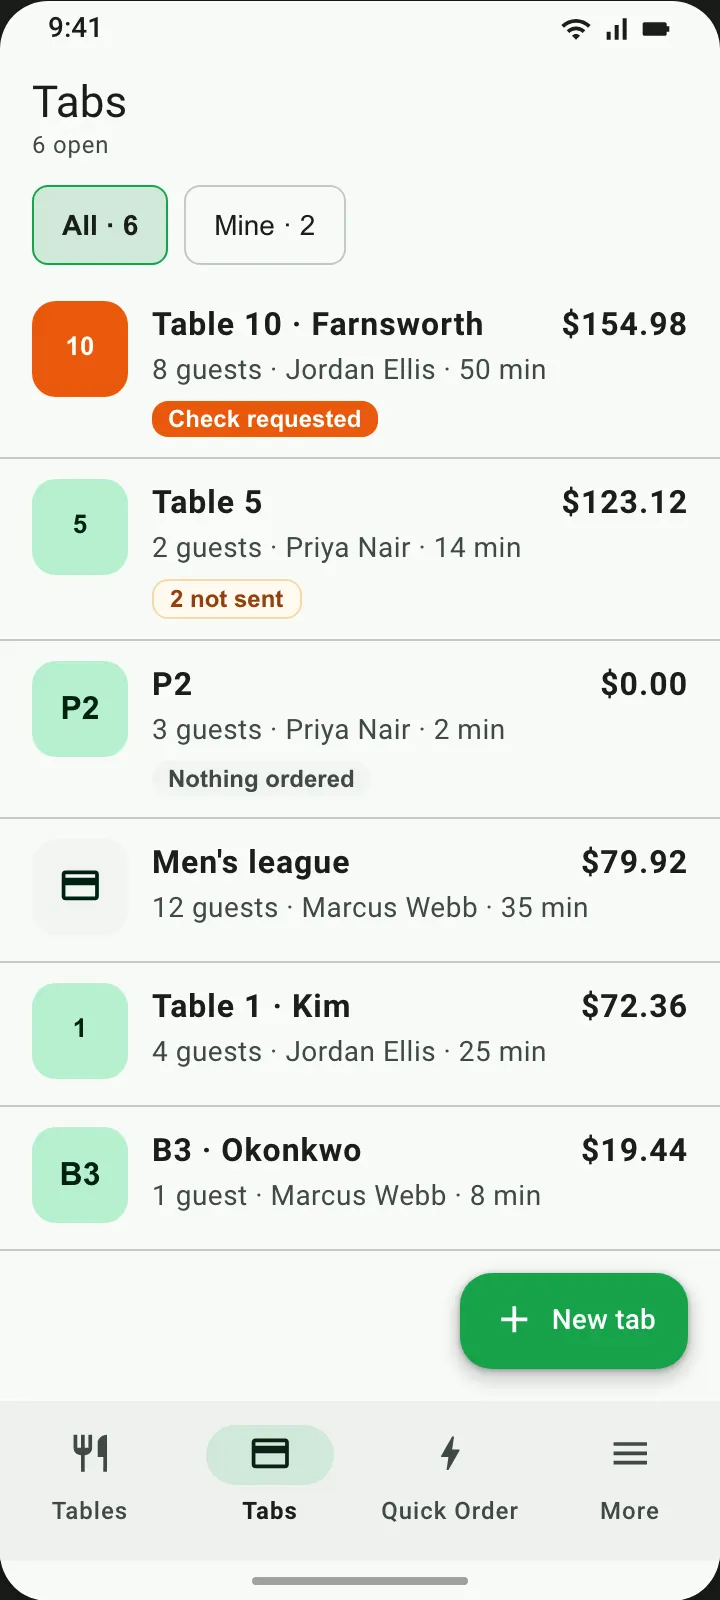 9:41
Tabs
6 open
All · 6
Mine · 2
10
Table 10 · Farnsworth
$154.98
8 guests · Jordan Ellis · 50 min
Check requested
5
Table 5
$123.12
2 guests · Priya Nair · 14 min
2 not sent
P2
P2
$0.00
3 guests · Priya Nair · 2 min
Nothing ordered
Men's league
$79.92
12 guests · Marcus Webb · 35 min
1
Table 1 · Kim
$72.36
4 guests · Jordan Ellis · 25 min
B3
B3 · Okonkwo
$19.44
1 guest · Marcus Webb · 8 min
New tab
Tables
Tabs
Quick Order
More